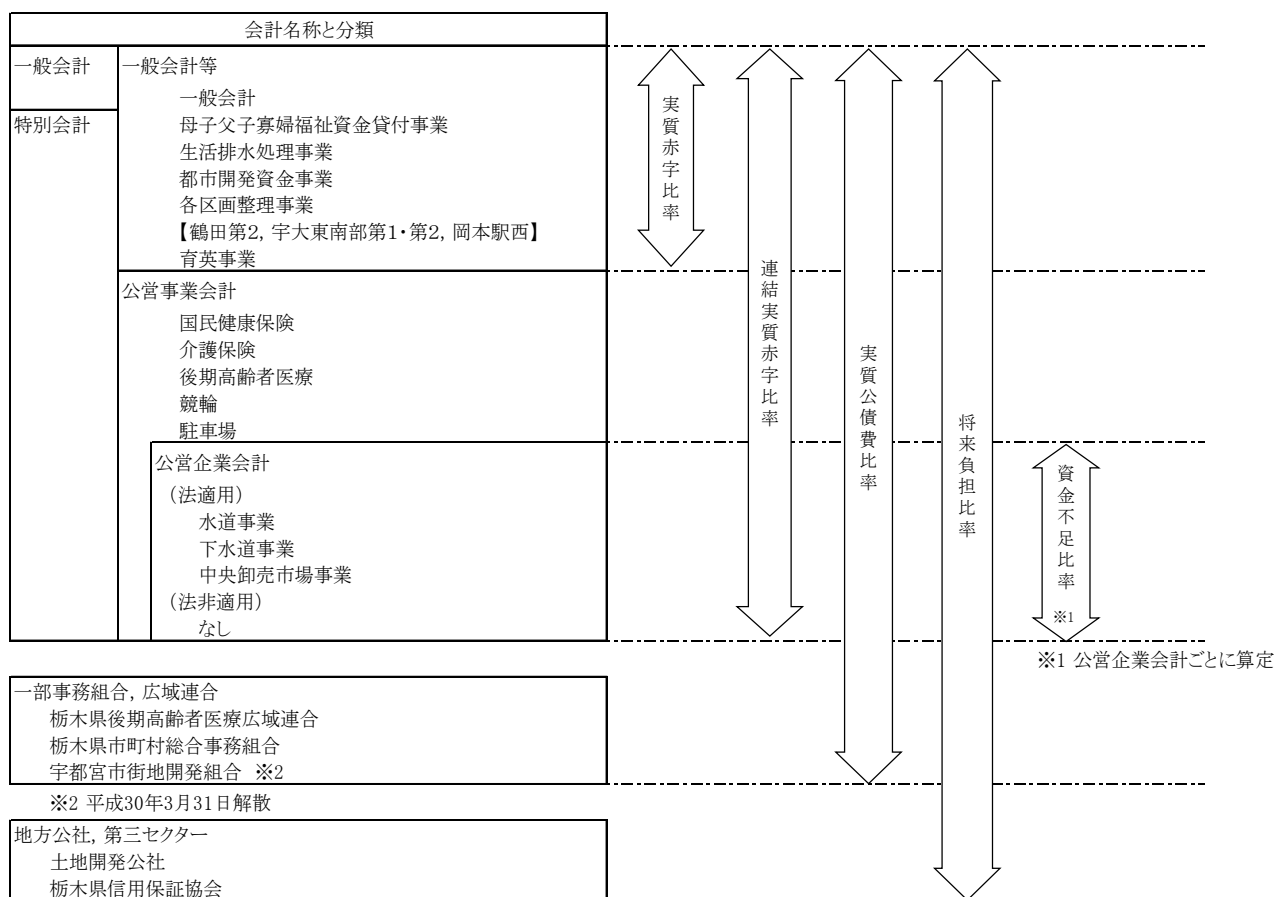 会計名称と分類
一般会計
一般会計等
一般会計
特別会計
母子父子寡婦福祉資金貸付事業
生活排水処理事業
都市開発資金事業
各区画整理事業
【鶴田第2, 宇大東南部第1・第2, 岡本駅西】
育英事業
公営事業会計
国民健康保険
介護保険
後期高齢者医療
競輪
駐車場
公営企業会計
(法適用)
水道事業
下水道事業
中央卸売市場事業
(法非適用)
なし
実質赤字比率
連結実質赤字比率
実質公債費比率
将来負担比率
資金不足比率
※1
※1 公営企業会計ごとに算定
一部事務組合, 広域連合
栃木県後期高齢者医療広域連合
栃木県市町村総合事務組合
宇都宮市街地開発組合 ※2
※2 平成30年3月31日解散
地方公社, 第三セクター
土地開発公社
栃木県信用保証協会